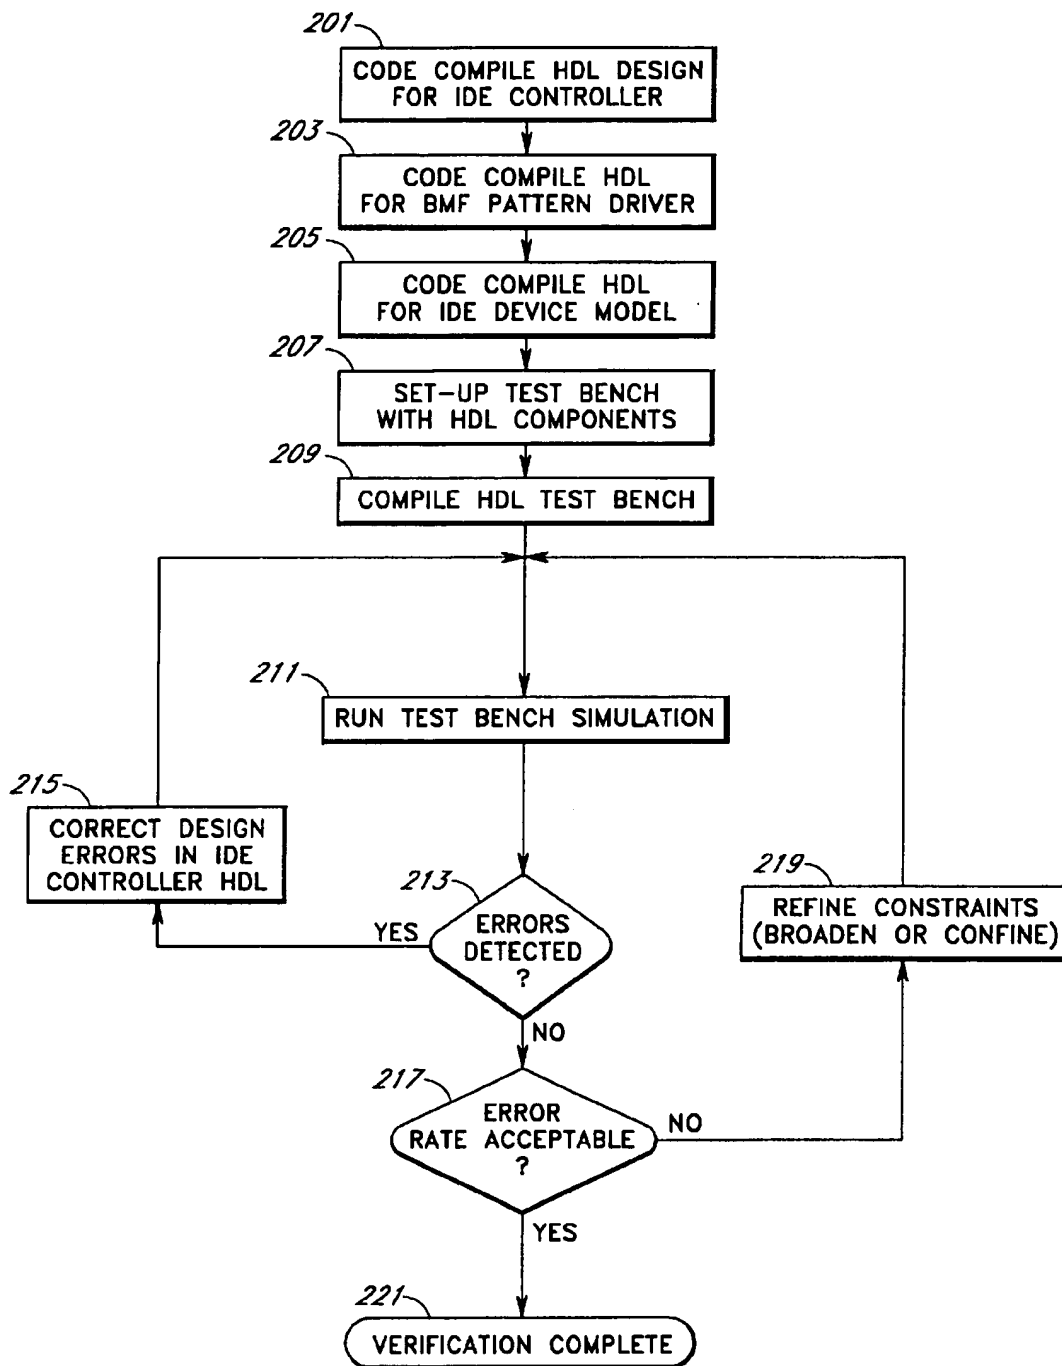 201
CODE COMPILE HDL DESIGN
FOR IDE CONTROLLER
203
CODE COMPILE HDL
FOR BMF PATTERN DRIVER
205
CODE COMPILE HDL
FOR IDE DEVICE MODEL
207
SET-UP TEST BENCH
WITH HDL COMPONENTS
209
COMPILE HDL TEST BENCH
211
RUN TEST BENCH SIMULATION
215
CORRECT DESIGN
ERRORS IN IDE
CONTROLLER HDL
213
ERRORS
DETECTED
?
YES
NO
219
REFINE CONSTRAINTS
(BROADEN OR CONFINE)
217
ERROR
RATE ACCEPTABLE
?
NO
YES
221
VERIFICATION COMPLETE